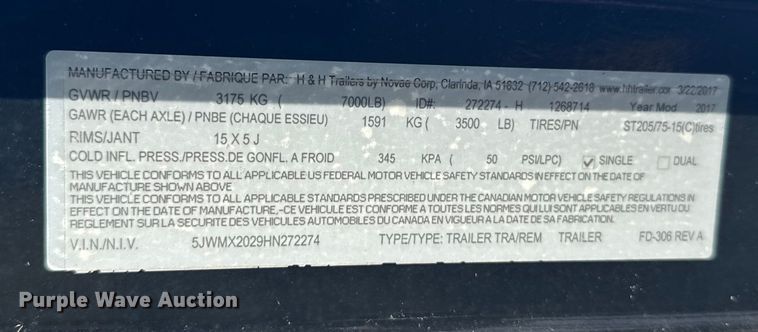 MANUFACTURED BY / FABRIQUE PAR: H & H Trailers by Novae Corp, Clarinda, IA 51632 (712) 542-2618 www.hhtrailer.com 3/22/2017
GVWR / PNBV 3175 KG ( 7000LB) ID#: 272274 - H 1268714 Year Mod 2017
GAWR (EACH AXLE) / PNBE (CHAQUE ESSIEU) 1591 KG ( 3500 LB) TIRES/PN ST205/75-15(C)tires
RIMS/JANT 15 X 5 J
COLD INFL. PRESS./PRESS.DE GONFL. A FROID 345 KPA ( 50 PSI/LPC) SINGLE DUAL
THIS VEHICLE CONFORMS TO ALL APPLICABLE US FEDERAL MOTOR VEHICLE SAFETY STANDARDS IN EFFECT ON THE DATE OF
MANUFACTURE SHOWN ABOVE
THIS VEHICLE CONFORMS TO ALL APPLICABLE STANDARDS PRESCRIBED UNDER THE CANADIAN MOTOR VEHICLE SAFETY REGULATIONS IN
EFFECT ON THE DATE OF MANUFACTURE,-CE VEHICULE EST CONFORME A TOUTES LES NORMES QUI LUI SONT APPLICABLES EN VERTU DU
REGLEMENT SUR LA SECURITE DES VEHICULES AUTOMOBILES DU CANADA EN VIGUEUR A LA DATE DE SA FABRICATION.
V.I.N./N.I.V. 5JWMX2029HN272274 TYPE/TYPE: TRAILER TRA/REM TRAILER FD-306 REV A
Purple Wave Auction